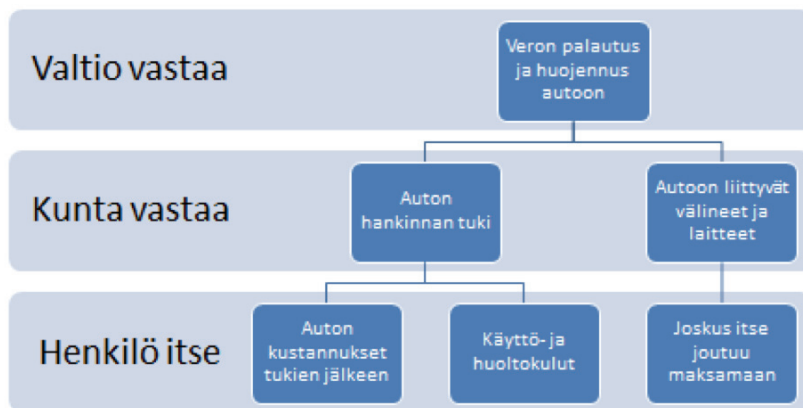 Valtio vastaa
Veron palautus
ja huojennus
autoon
Kunta vastaa
Auton
hankinnan tuki
Autoon liittyvät
välineet ja
laitteet
Henkilö itse
Auton
kustannukset
tukien jälkeen
Käyttö- ja
huoltokulut
Joskus itse
joutuu
maksamaan